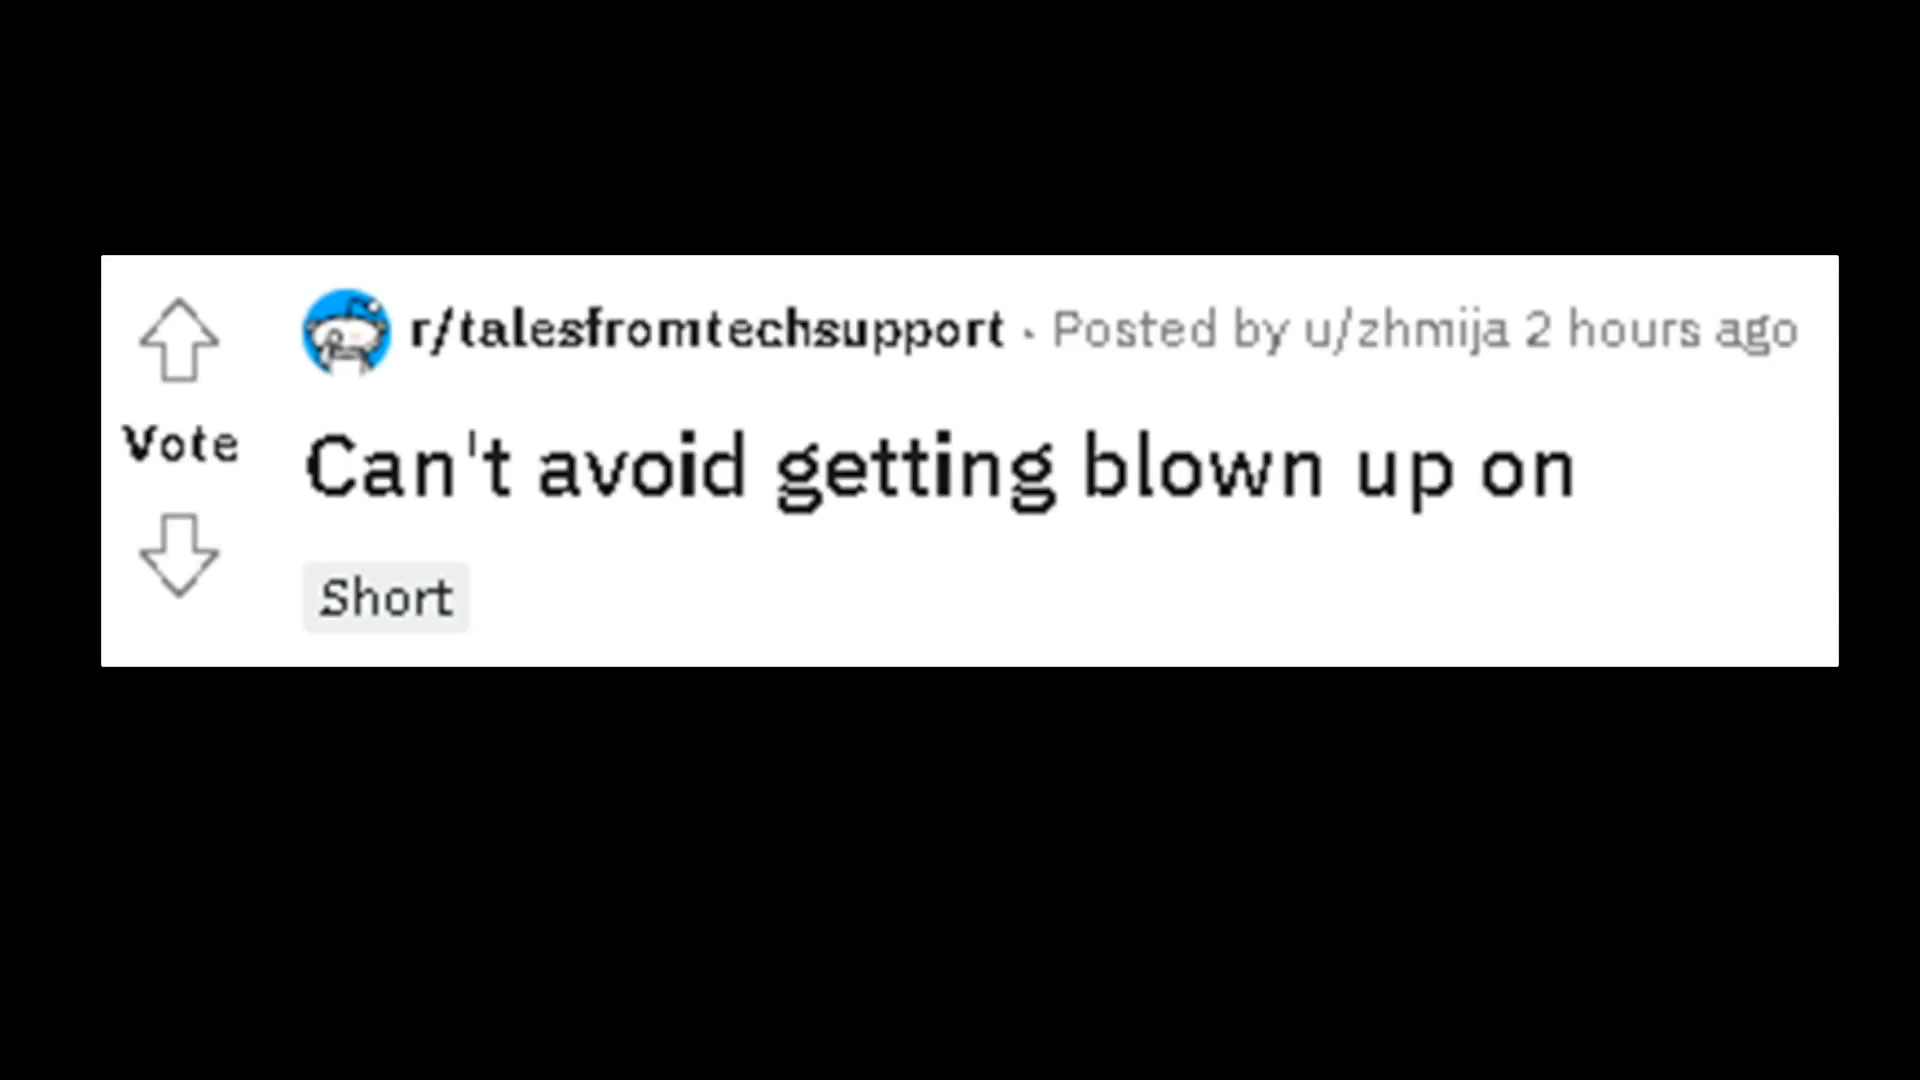 r/talesfromtechsupport · Posted by u/zhmija 2 hours ago
Vote
Can't avoid getting blown up on
Short